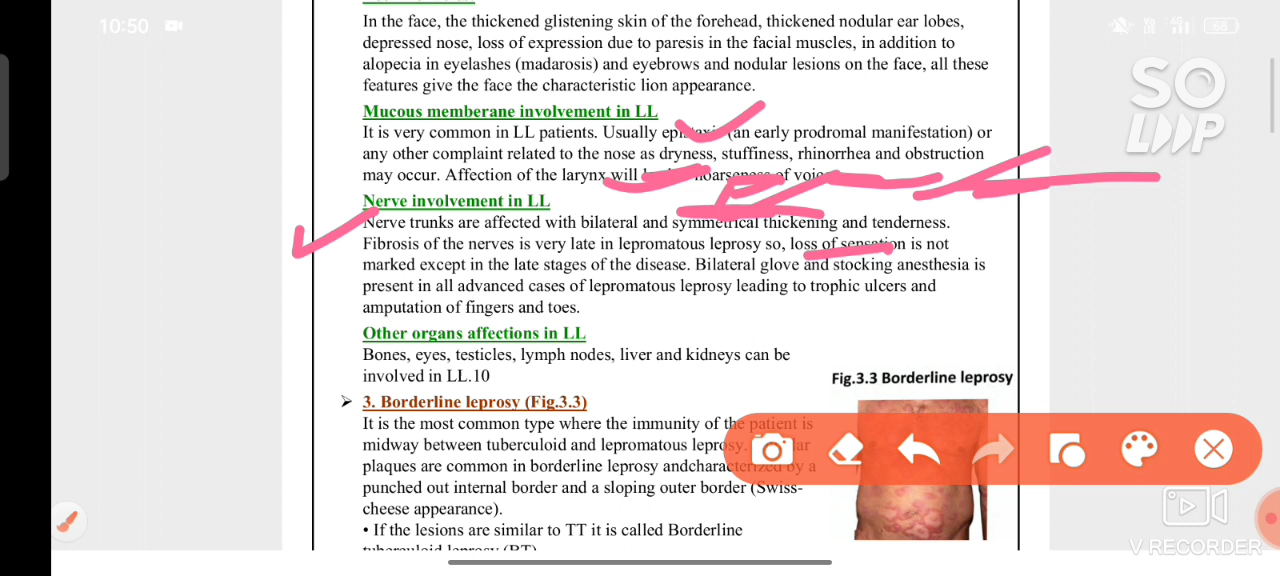 10:50
68
SO
LOOP
In the face, the thickened glistening skin of the forehead, thickened nodular ear lobes,
depressed nose, loss of expression due to paresis in the facial muscles, in addition to
alopecia in eyelashes (madarosis) and eyebrows and nodular lesions on the face, all these
features give the face the characteristic lion appearance.
Mucous memberane involvement in LL
It is very common in LL patients. Usually epistaxis (an early prodromal manifestation) or
any other complaint related to the nose as dryness, stuffiness, rhinorrhea and obstruction
may occur. Affection of the larynx will hoarseness of voice
Nerve involvement in LL
Nerve trunks are affected with bilateral and symmetrical thickening and tenderness.
Fibrosis of the nerves is very late in lepromatous leprosy so, loss of sensation is not
marked except in the late stages of the disease. Bilateral glove and stocking anesthesia is
present in all advanced cases of lepromatous leprosy leading to trophic ulcers and
amputation of fingers and toes.
Other organs affections in LL
Bones, eyes, testicles, lymph nodes, liver and kidneys can be
involved in LL.10
Fig.3.3 Borderline leprosy
➢ 3. Borderline leprosy (Fig.3.3)
It is the most common type where the immunity of the patient is
midway between tuberculoid and lepromatous leprosy.
plaques are common in borderline leprosy andcharacterized by a
punched out internal border and a sloping outer border (Swiss-
cheese appearance).
• If the lesions are similar to TT it is called Borderline
tuberculoid leprosy (BT)
V RECORDER